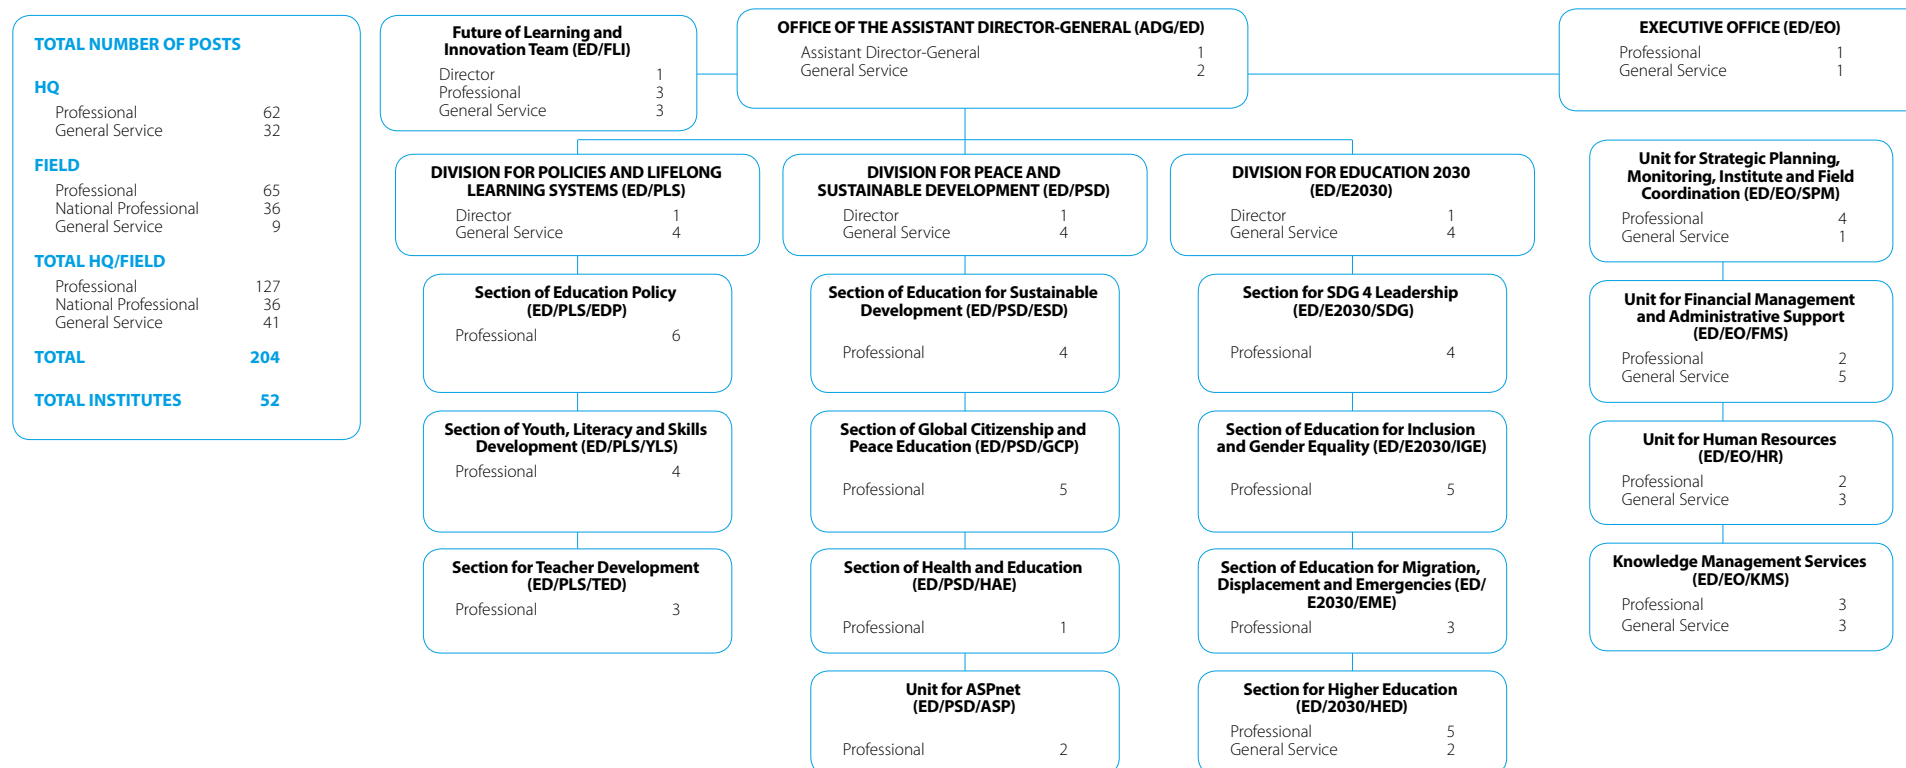 TOTAL NUMBER OF POSTS
HQ
Professional 62
General Service 32
FIELD
Professional 65
National Professional 36
General Service 9
TOTAL HQ/FIELD
Professional 127
National Professional 36
General Service 41
TOTAL 204
TOTAL INSTITUTES 52
Future of Learning and
Innovation Team (ED/FLI)
Director 1
Professional 3
General Service 3
OFFICE OF THE ASSISTANT DIRECTOR-GENERAL (ADG/ED)
Assistant Director-General 1
General Service 2
EXECUTIVE OFFICE (ED/EO)
Professional 1
General Service 1
DIVISION FOR POLICIES AND LIFELONG
LEARNING SYSTEMS (ED/PLS)
Director 1
General Service 4
Section of Education Policy
(ED/PLS/EDP)
Professional 6
Section of Youth, Literacy and Skills
Development (ED/PLS/YLS)
Professional 4
Section for Teacher Development
(ED/PLS/TED)
Professional 3
DIVISION FOR PEACE AND
SUSTAINABLE DEVELOPMENT (ED/PSD)
Director 1
General Service 4
Section of Education for Sustainable
Development (ED/PSD/ESD)
Professional 4
Section of Global Citizenship and
Peace Education (ED/PSD/GCP)
Professional 5
Section of Health and Education
(ED/PSD/HAE)
Professional 1
Unit for ASPnet
(ED/PSD/ASP)
Professional 2
DIVISION FOR EDUCATION 2030
(ED/E2030)
Director 1
General Service 4
Section for SDG 4 Leadership
(ED/E2030/SDG)
Professional 4
Section of Education for Inclusion
and Gender Equality (ED/E2030/IGE)
Professional 5
Section of Education for Migration,
Displacement and Emergencies (ED/
E2030/EME)
Professional 3
Section for Higher Education
(ED/2030/HED)
Professional 5
General Service 2
Unit for Strategic Planning,
Monitoring, Institute and Field
Coordination (ED/EO/SPM)
Professional 4
General Service 1
Unit for Financial Management
and Administrative Support
(ED/EO/FMS)
Professional 2
General Service 5
Unit for Human Resources
(ED/EO/HR)
Professional 2
General Service 3
Knowledge Management Services
(ED/EO/KMS)
Professional 3
General Service 3